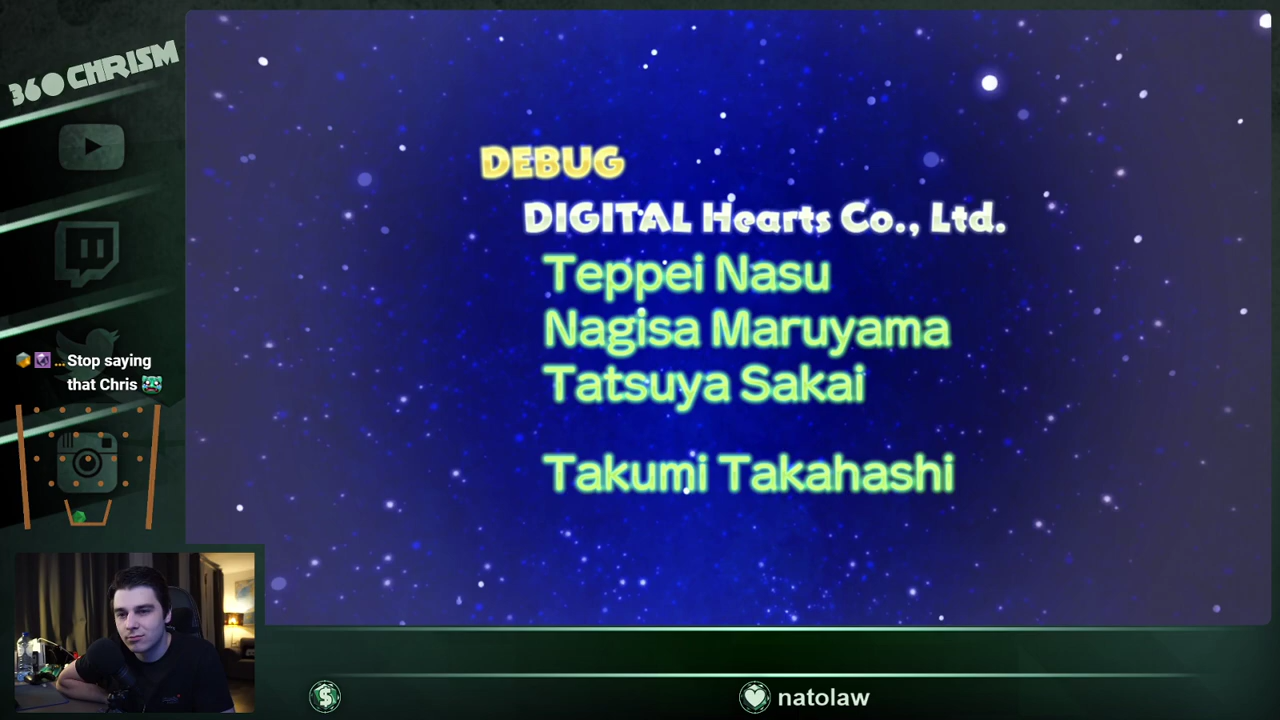 360 CHRISM
DEBUG
DIGITAL Hearts Co., Ltd.
Teppei Nasu
Nagisa Maruyama
Tatsuya Sakai
Takumi Takahashi
...Stop saying
that Chris
natolaw